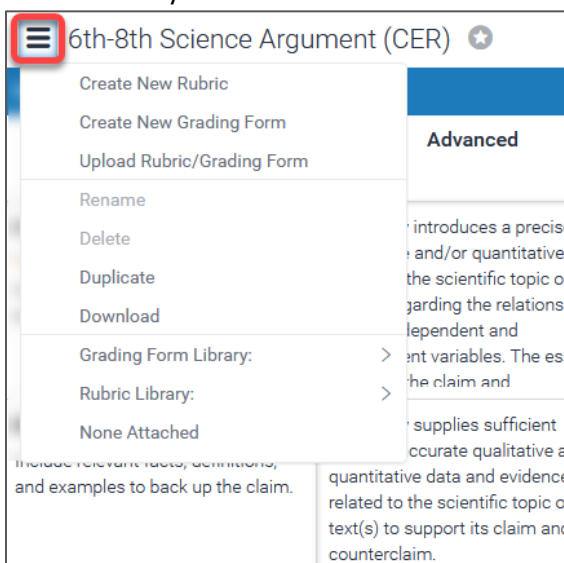 6th-8th Science Argument (CER)
Create New Rubric
Create New Grading Form
Upload Rubric/Grading Form
Rename
Delete
Duplicate
Download
Grading Form Library:
Rubric Library:
None Attached
Advanced
introduces a precis
and/or quantitative
the scientific topic o
garding the relations
dependent and
ent variables. The es
the claim and
supplies sufficient
ccurate qualitative a
quantitative data and evidence
related to the scientific topic o
text(s) to support its claim and
counterclaim.
include relevant facts, definitions,
and examples to back up the claim.